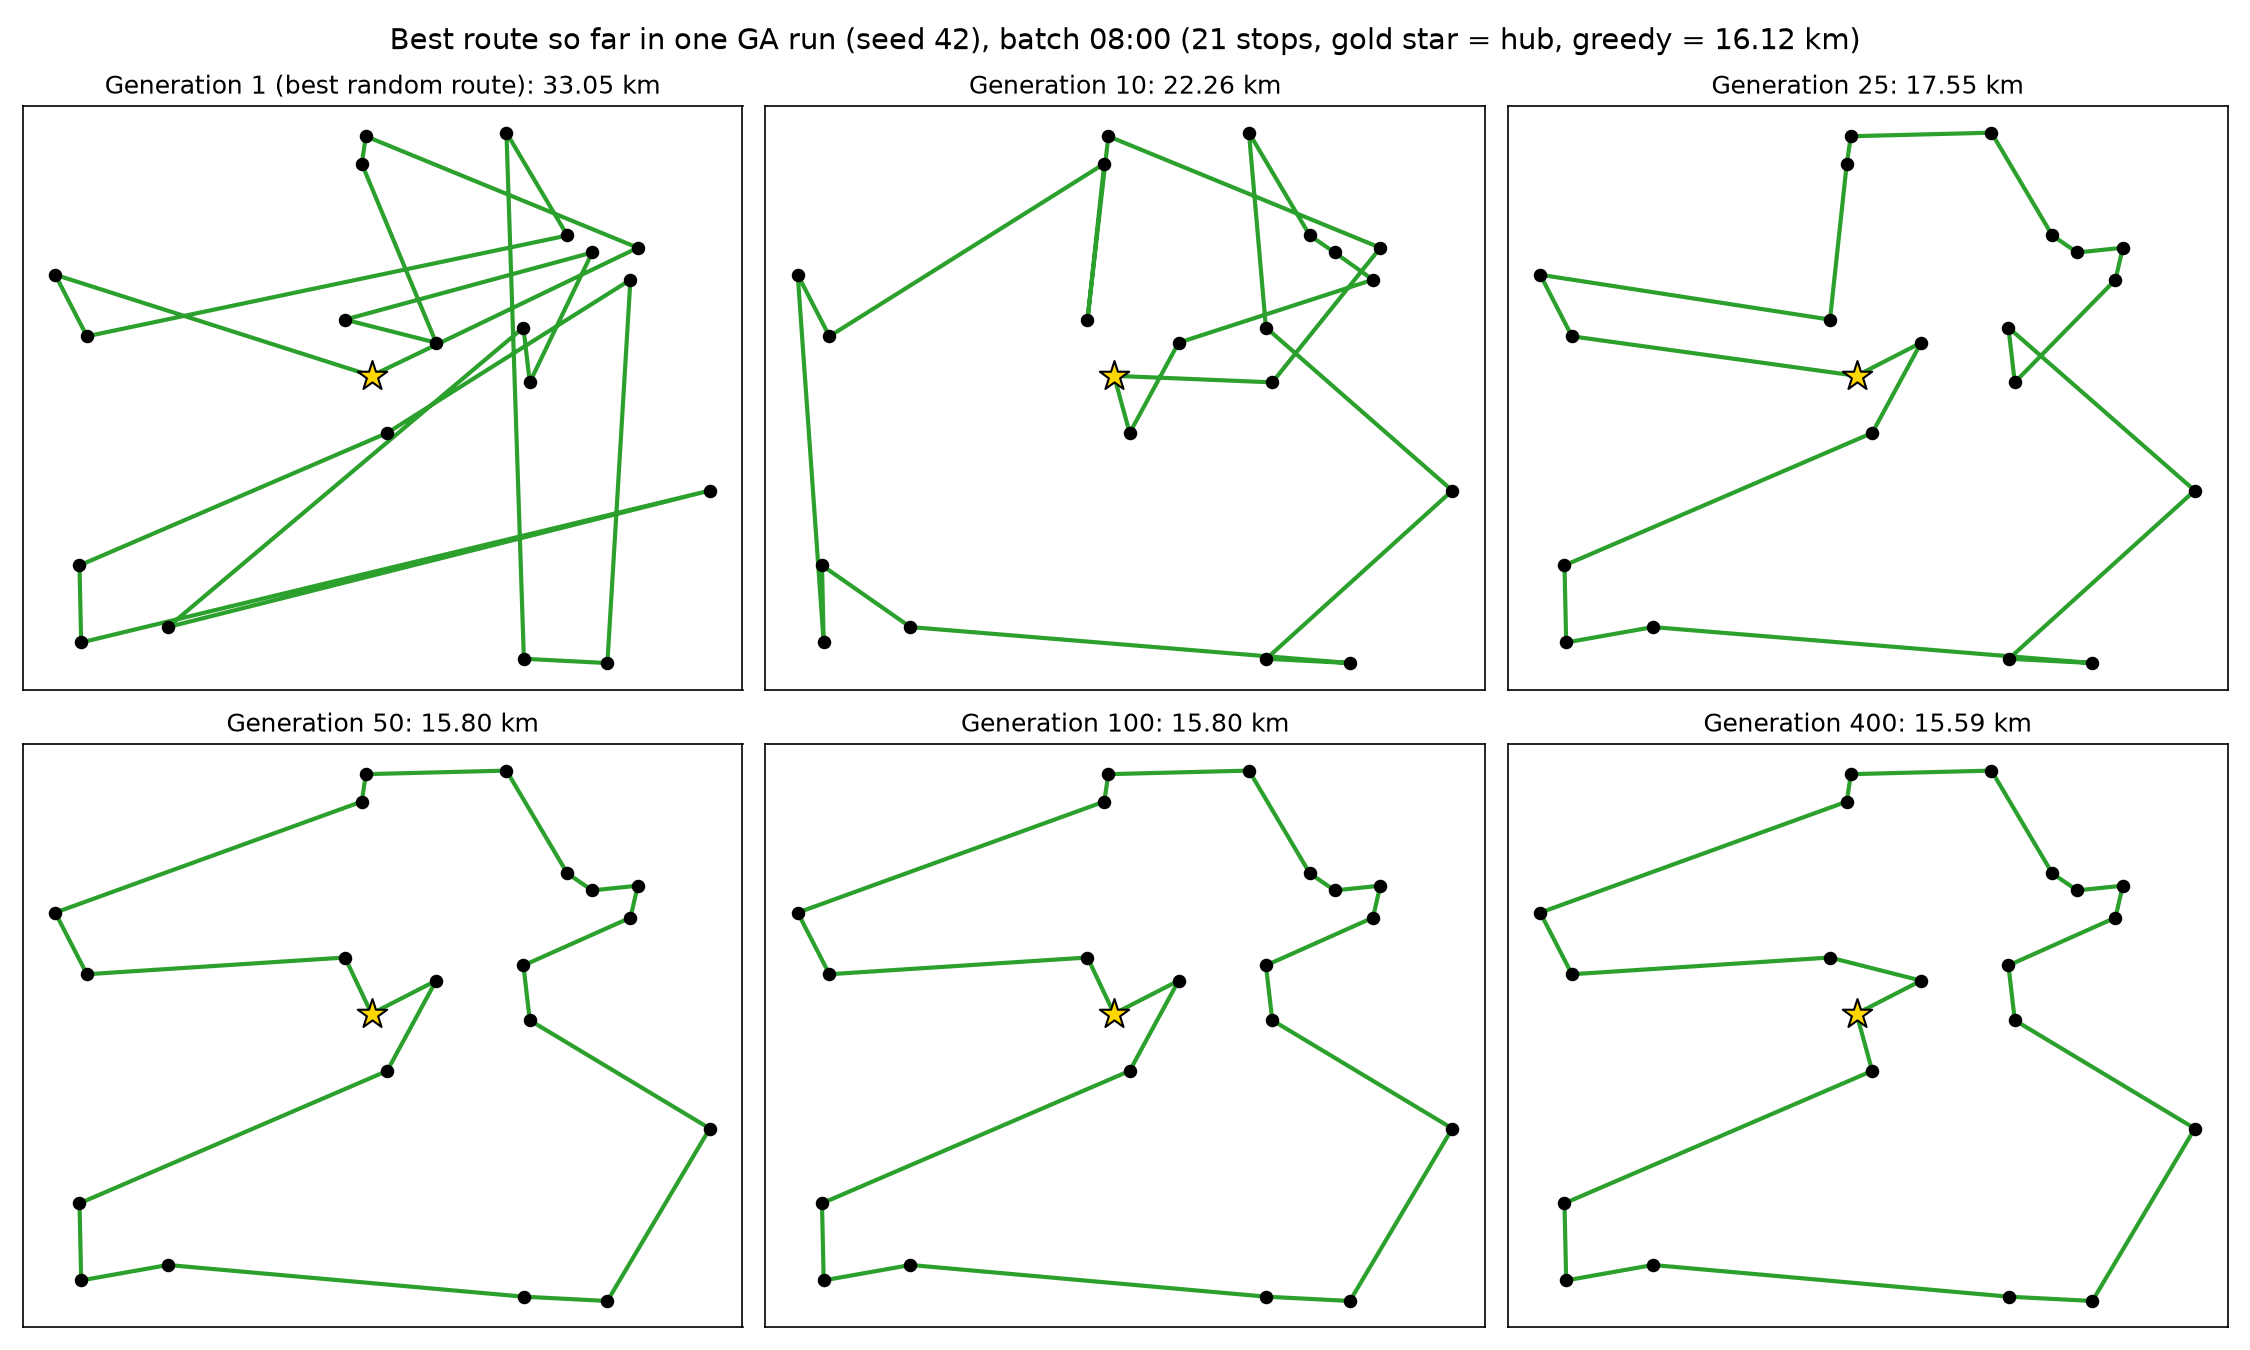 Best route so far in one GA run (seed 42), batch 08:00 (21 stops, gold star = hub, greedy = 16.12 km)
Generation 1 (best random route): 33.05 km
Generation 10: 22.26 km
Generation 25: 17.55 km
Generation 50: 15.80 km
Generation 100: 15.80 km
Generation 400: 15.59 km